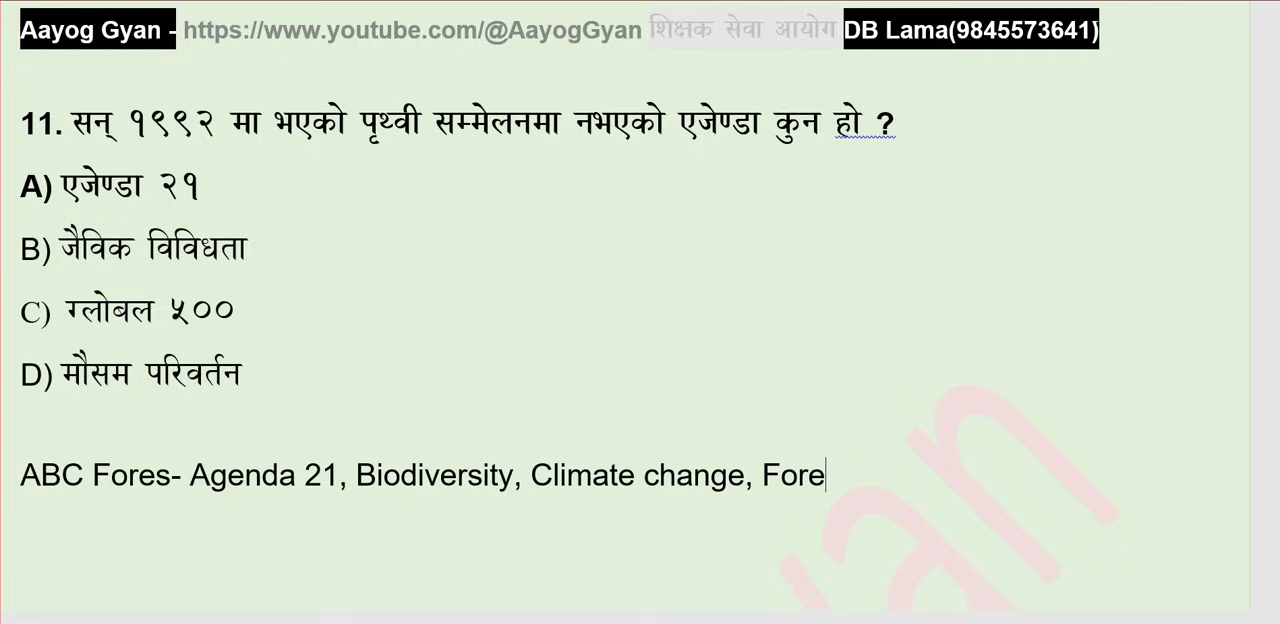 Aayog Gyan - https://www.youtube.com/@AayogGyan शिक्षक सेवा आयोग DB Lama(9845573641)
11. सन् १९९२ मा भएको पृथ्वी सम्मेलनमा नभएको एजेण्डा कुन हो ?
A) एजेण्डा २१
B) जैविक विविधता
C) ग्लोबल ५००
D) मौसम परिवर्तन
ABC Fores- Agenda 21, Biodiversity, Climate change, Fore
an